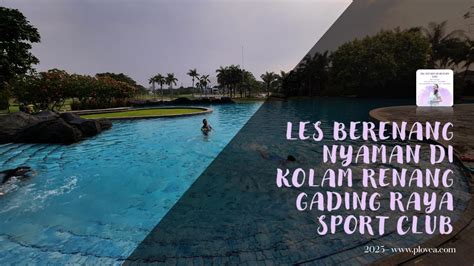 LES BERENANG
NYAMAN DI
KOLAM RENANG
GADING RAYA
SPORT CLUB
2023- www.plovea.com